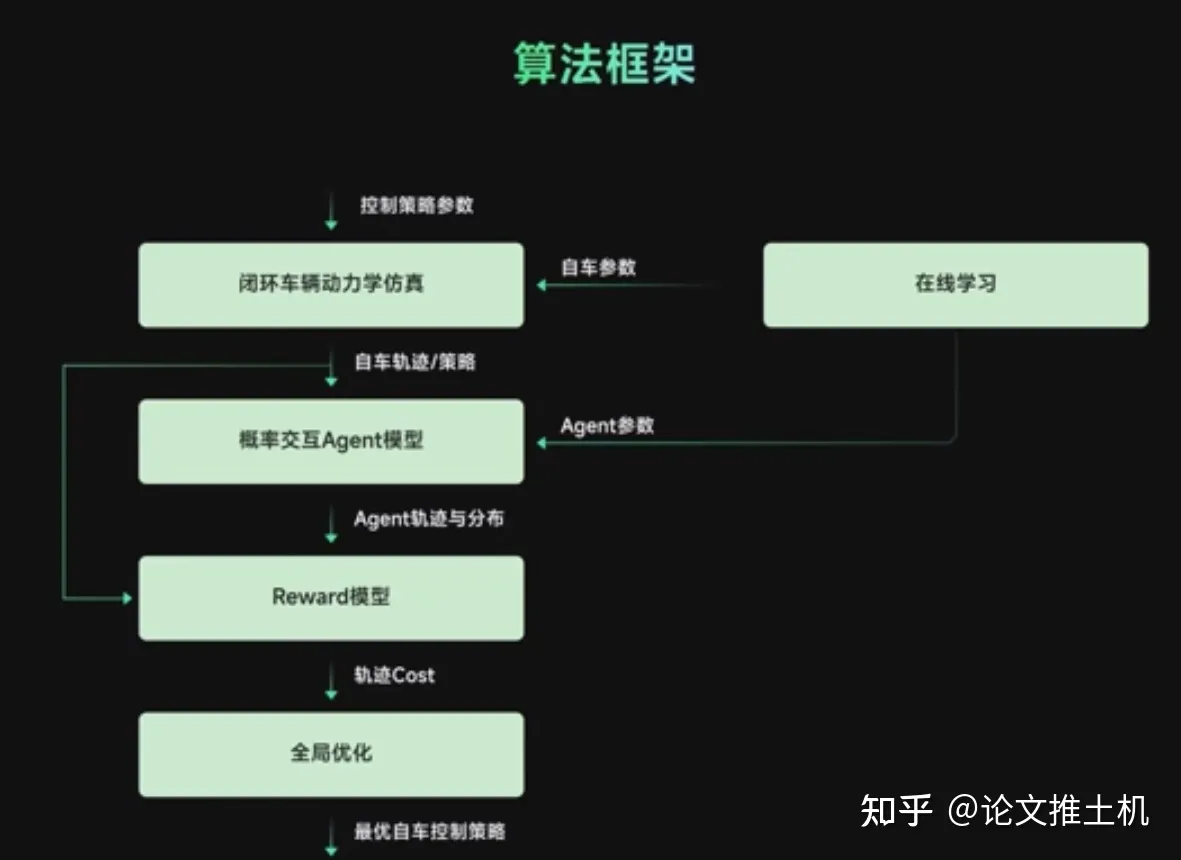 算法框架
控制策略参数
闭环车辆动力学仿真
自车参数
在线学习
自车轨迹/策略
概率交互Agent模型
Agent参数
Agent轨迹与分布
Reward模型
轨迹Cost
全局优化
最优自车控制策略
知乎 @论文推土机